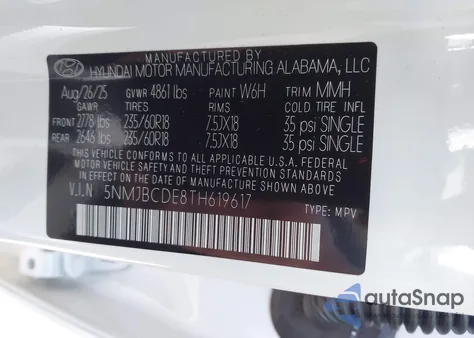 MANUFACTURED BY
HYUNDAI MOTOR MANUFACTURING ALABAMA, LLC
Aug/26/25 GVWR 4861 lbs PAINT W6H TRIM MMH
GAWR TIRES RIMS COLD TIRE INFLATION
FRONT 2778 lbs 235/60R18 7.5JX18 35 psi SINGLE
REAR 2646 lbs 235/60R18 7.5JX18 35 psi SINGLE
THIS VEHICLE CONFORMS TO ALL APPLICABLE U.S.A. FEDERAL
MOTOR VEHICLE SAFETY AND THEFT PREVENTION STANDARDS
IN EFFECT ON THE DATE OF MANUFACTURE SHOWN ABOVE.
V.I.N 5NMJBCDE8TH619617
TYPE: MPV
autoSnap